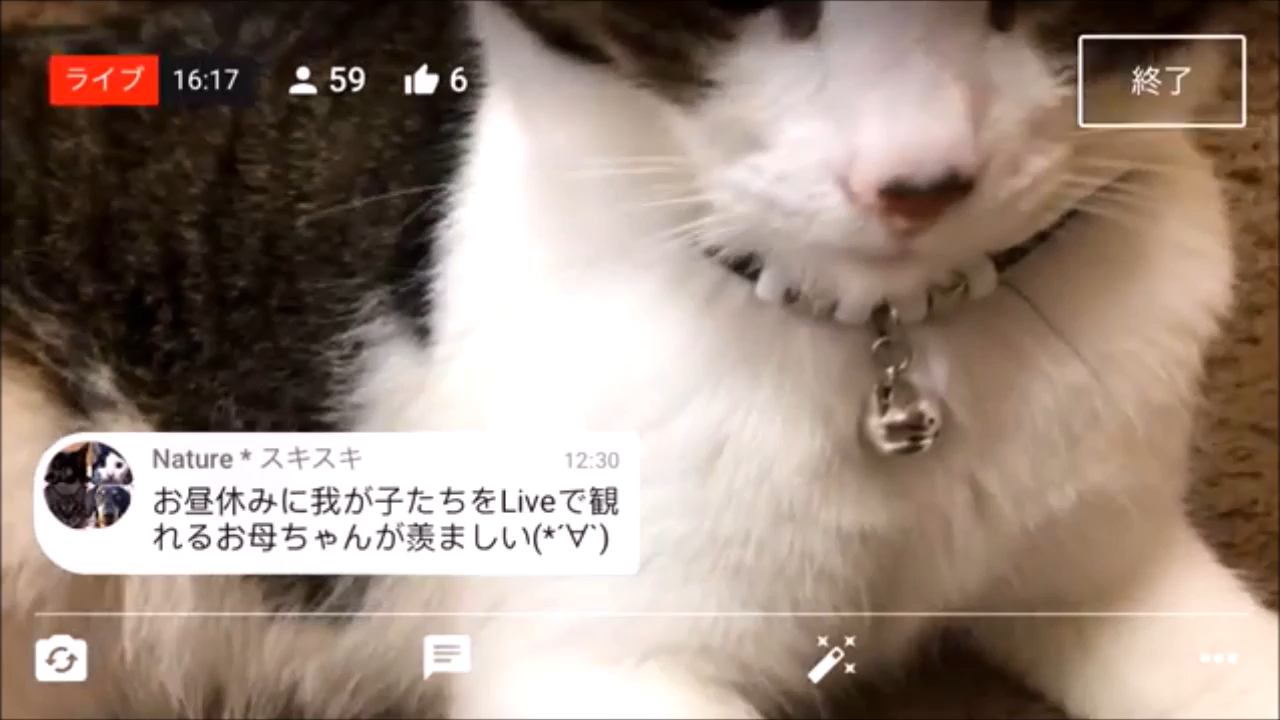 ライブ 16:17 59 6 終了
Nature * スキスキ 12:30
お昼休みに我が子たちをLiveで観
れるお母ちゃんが羨ましい(*´∀`)